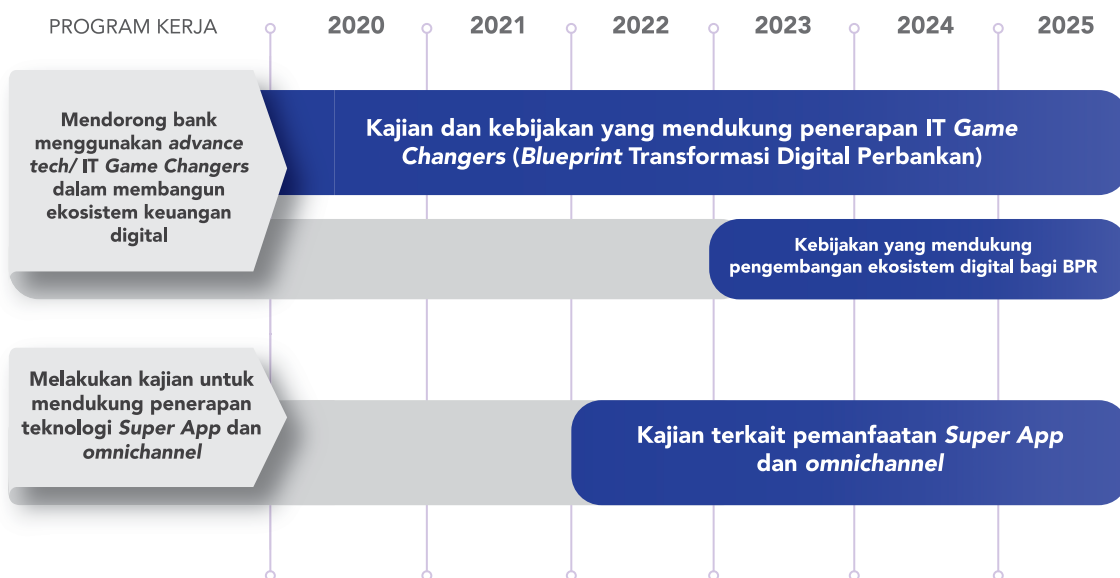 PROGRAM KERJA
2020
2021
2022
2023
2024
2025
Mendorong bank
menggunakan advance
tech/ IT Game Changers
dalam membangun
ekosistem keuangan
digital
Kajian dan kebijakan yang mendukung penerapan IT Game
Changers (Blueprint Transformasi Digital Perbankan)
Kebijakan yang mendukung
pengembangan ekosistem digital bagi BPR
Melakukan kajian untuk
mendukung penerapan
teknologi Super App dan
omnichannel
Kajian terkait pemanfaatan Super App
dan omnichannel